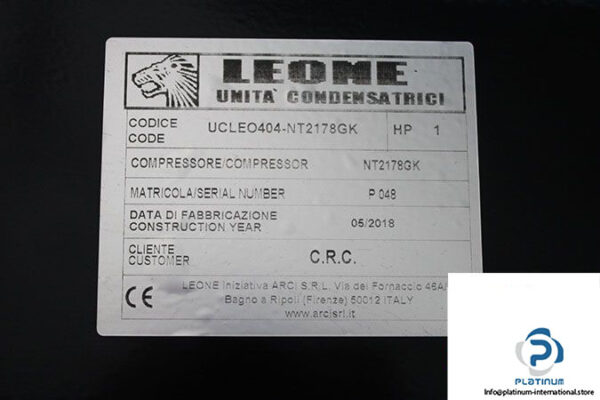 LEONE
UNITA' CONDENSATRICI
CODICE CODE UCLEO404-NT2178GK HP 1
COMPRESSORE/COMPRESSOR NT2178GK
MATRICOLA/SERIAL NUMBER P 048
DATA DI FABBRICAZIONE CONSTRUCTION YEAR 05/2018
CLIENTE CUSTOMER C.R.C.
CE
LEONE Iniziativa ARCI S.R.L. Via del Fornaccio 46A/
Bagno a Ripoli (Firenze) 50012 ITALY
www.arcisrl.it
PLATINUM
info@platinum-international.store